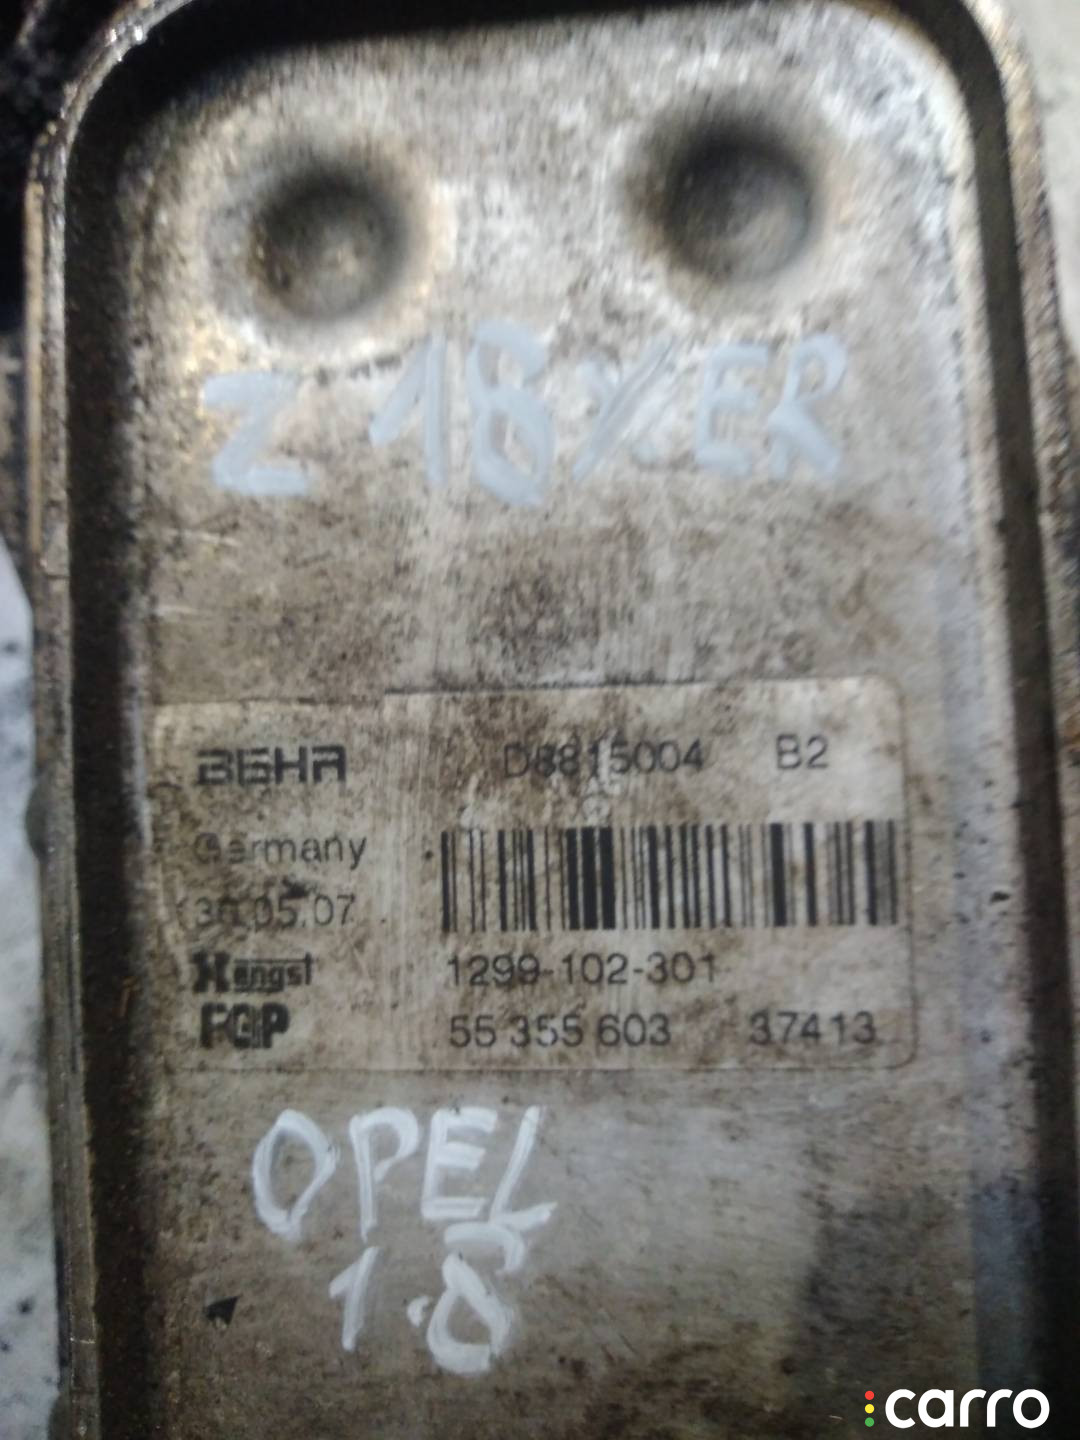 Z18XER
BEHR D8815004 B2
Germany
30.05.07
Hengst 1299-102-301
FGP 55 355 603 37413
OPEL
1.8
carro